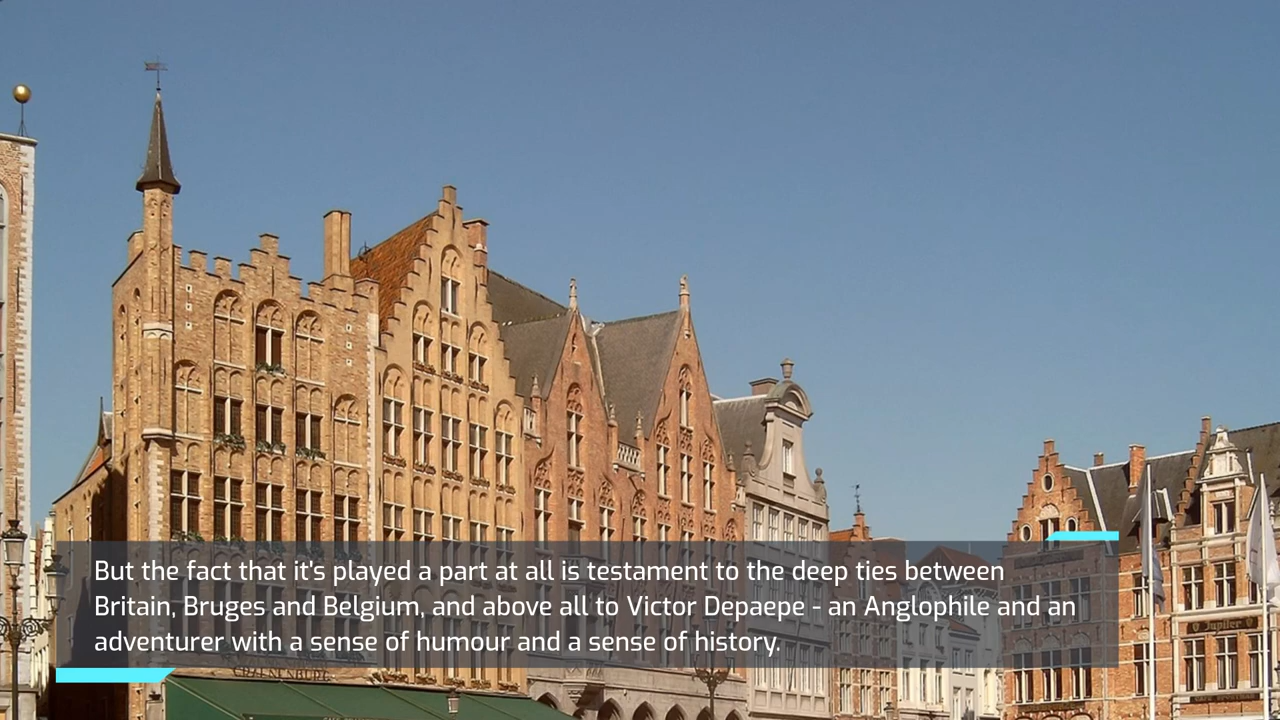 But the fact that it's played a part at all is testament to the deep ties between
Britain, Bruges and Belgium, and above all to Victor Depaepe - an Anglophile and an
adventurer with a sense of humour and a sense of history.
CRAENENBURG
Jupiler